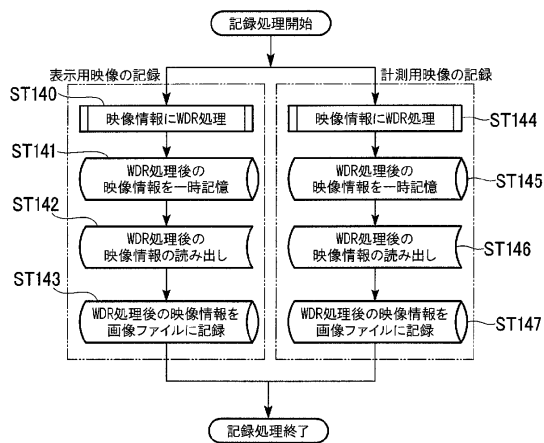 記録処理開始
表示用映像の記録
計測用映像の記録
ST140
映像情報にWDR処理
映像情報にWDR処理
ST144
ST141
WDR処理後の
映像情報を一時記憶
WDR処理後の
映像情報を一時記憶
ST145
ST142
WDR処理後の
映像情報の読み出し
WDR処理後の
映像情報の読み出し
ST146
ST143
WDR処理後の映像情報を
画像ファイルに記録
WDR処理後の映像情報を
画像ファイルに記録
ST147
記録処理終了